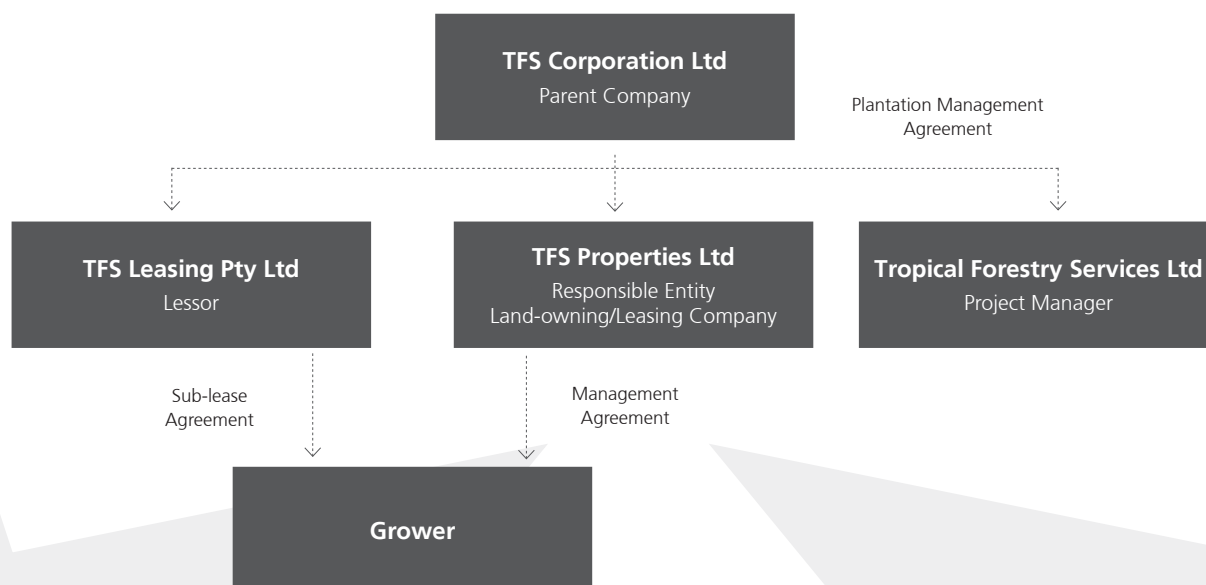 TFS Corporation Ltd
Parent Company
Plantation Management
Agreement
TFS Leasing Pty Ltd
Lessor
TFS Properties Ltd
Responsible Entity
Land-owning/Leasing Company
Tropical Forestry Services Ltd
Project Manager
Sub-lease
Agreement
Management
Agreement
Grower